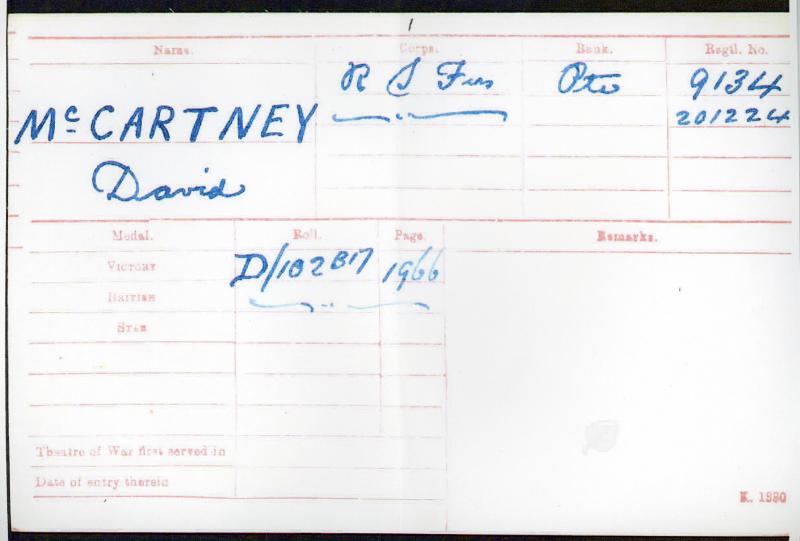 Name. Corps. Rank. Regtl. No.
R S Fus Pte 9134
McCARTNEY 201224
David
Medal. Roll. Page. Remarks.
VICTORY D/102B17 1966
BRITISH
STAR
Theatre of War first served in
Date of entry therein
K. 1380